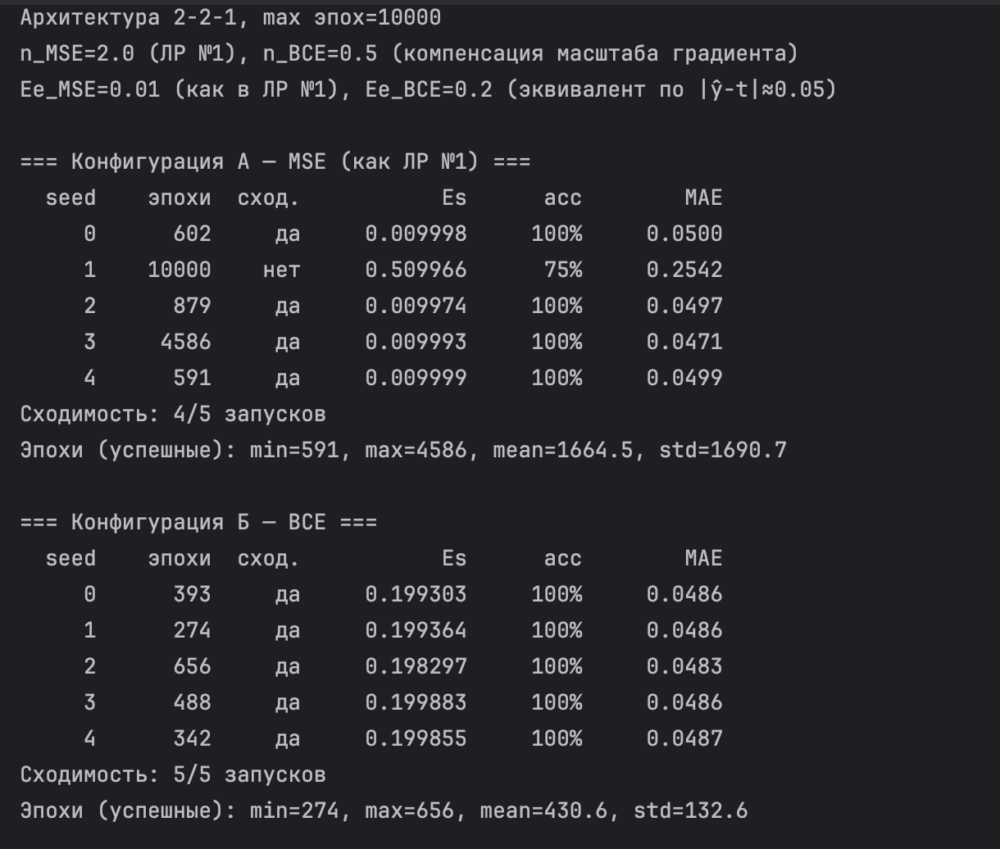 Архитектура 2-2-1, max эпох=10000
n_MSE=2.0 (ЛР №1), n_BCE=0.5 (компенсация масштаба градиента)
Ee_MSE=0.01 (как в ЛР №1), Ee_BCE=0.2 (эквивалент по |ŷ-t|≈0.05)
=== Конфигурация А — MSE (как ЛР №1) ===
seed эпохи сход. Es acc MAE
0 602 да 0.009998 100% 0.0500
1 10000 нет 0.509966 75% 0.2542
2 879 да 0.009974 100% 0.0497
3 4586 да 0.009993 100% 0.0471
4 591 да 0.009999 100% 0.0499
Сходимость: 4/5 запусков
Эпохи (успешные): min=591, max=4586, mean=1664.5, std=1690.7
=== Конфигурация Б — BCE ===
seed эпохи сход. Es acc MAE
0 393 да 0.199303 100% 0.0486
1 274 да 0.199364 100% 0.0486
2 656 да 0.198297 100% 0.0483
3 488 да 0.199883 100% 0.0486
4 342 да 0.199855 100% 0.0487
Сходимость: 5/5 запусков
Эпохи (успешные): min=274, max=656, mean=430.6, std=132.6